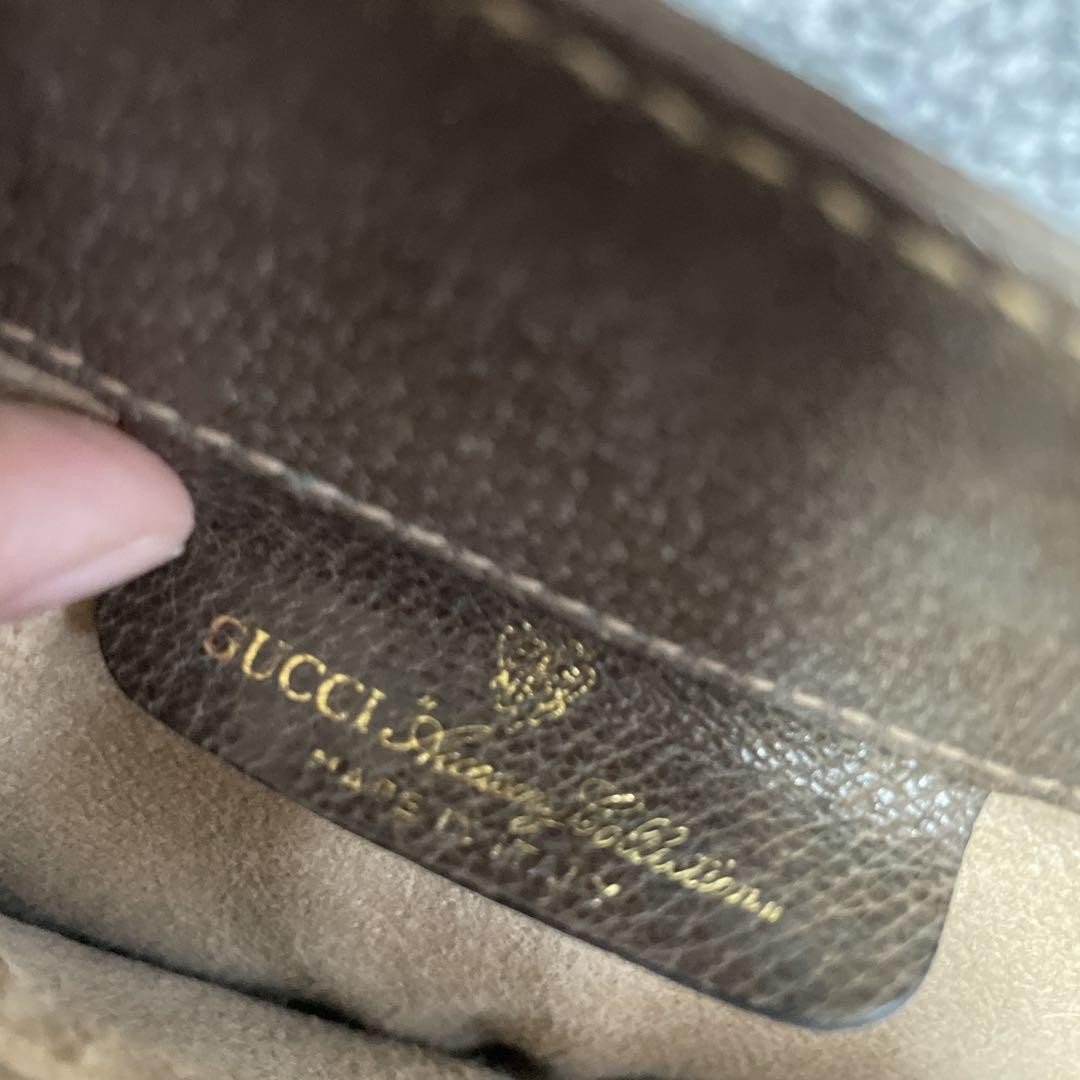 GUCCI "Accessory Collection"
MADE IN ITALY